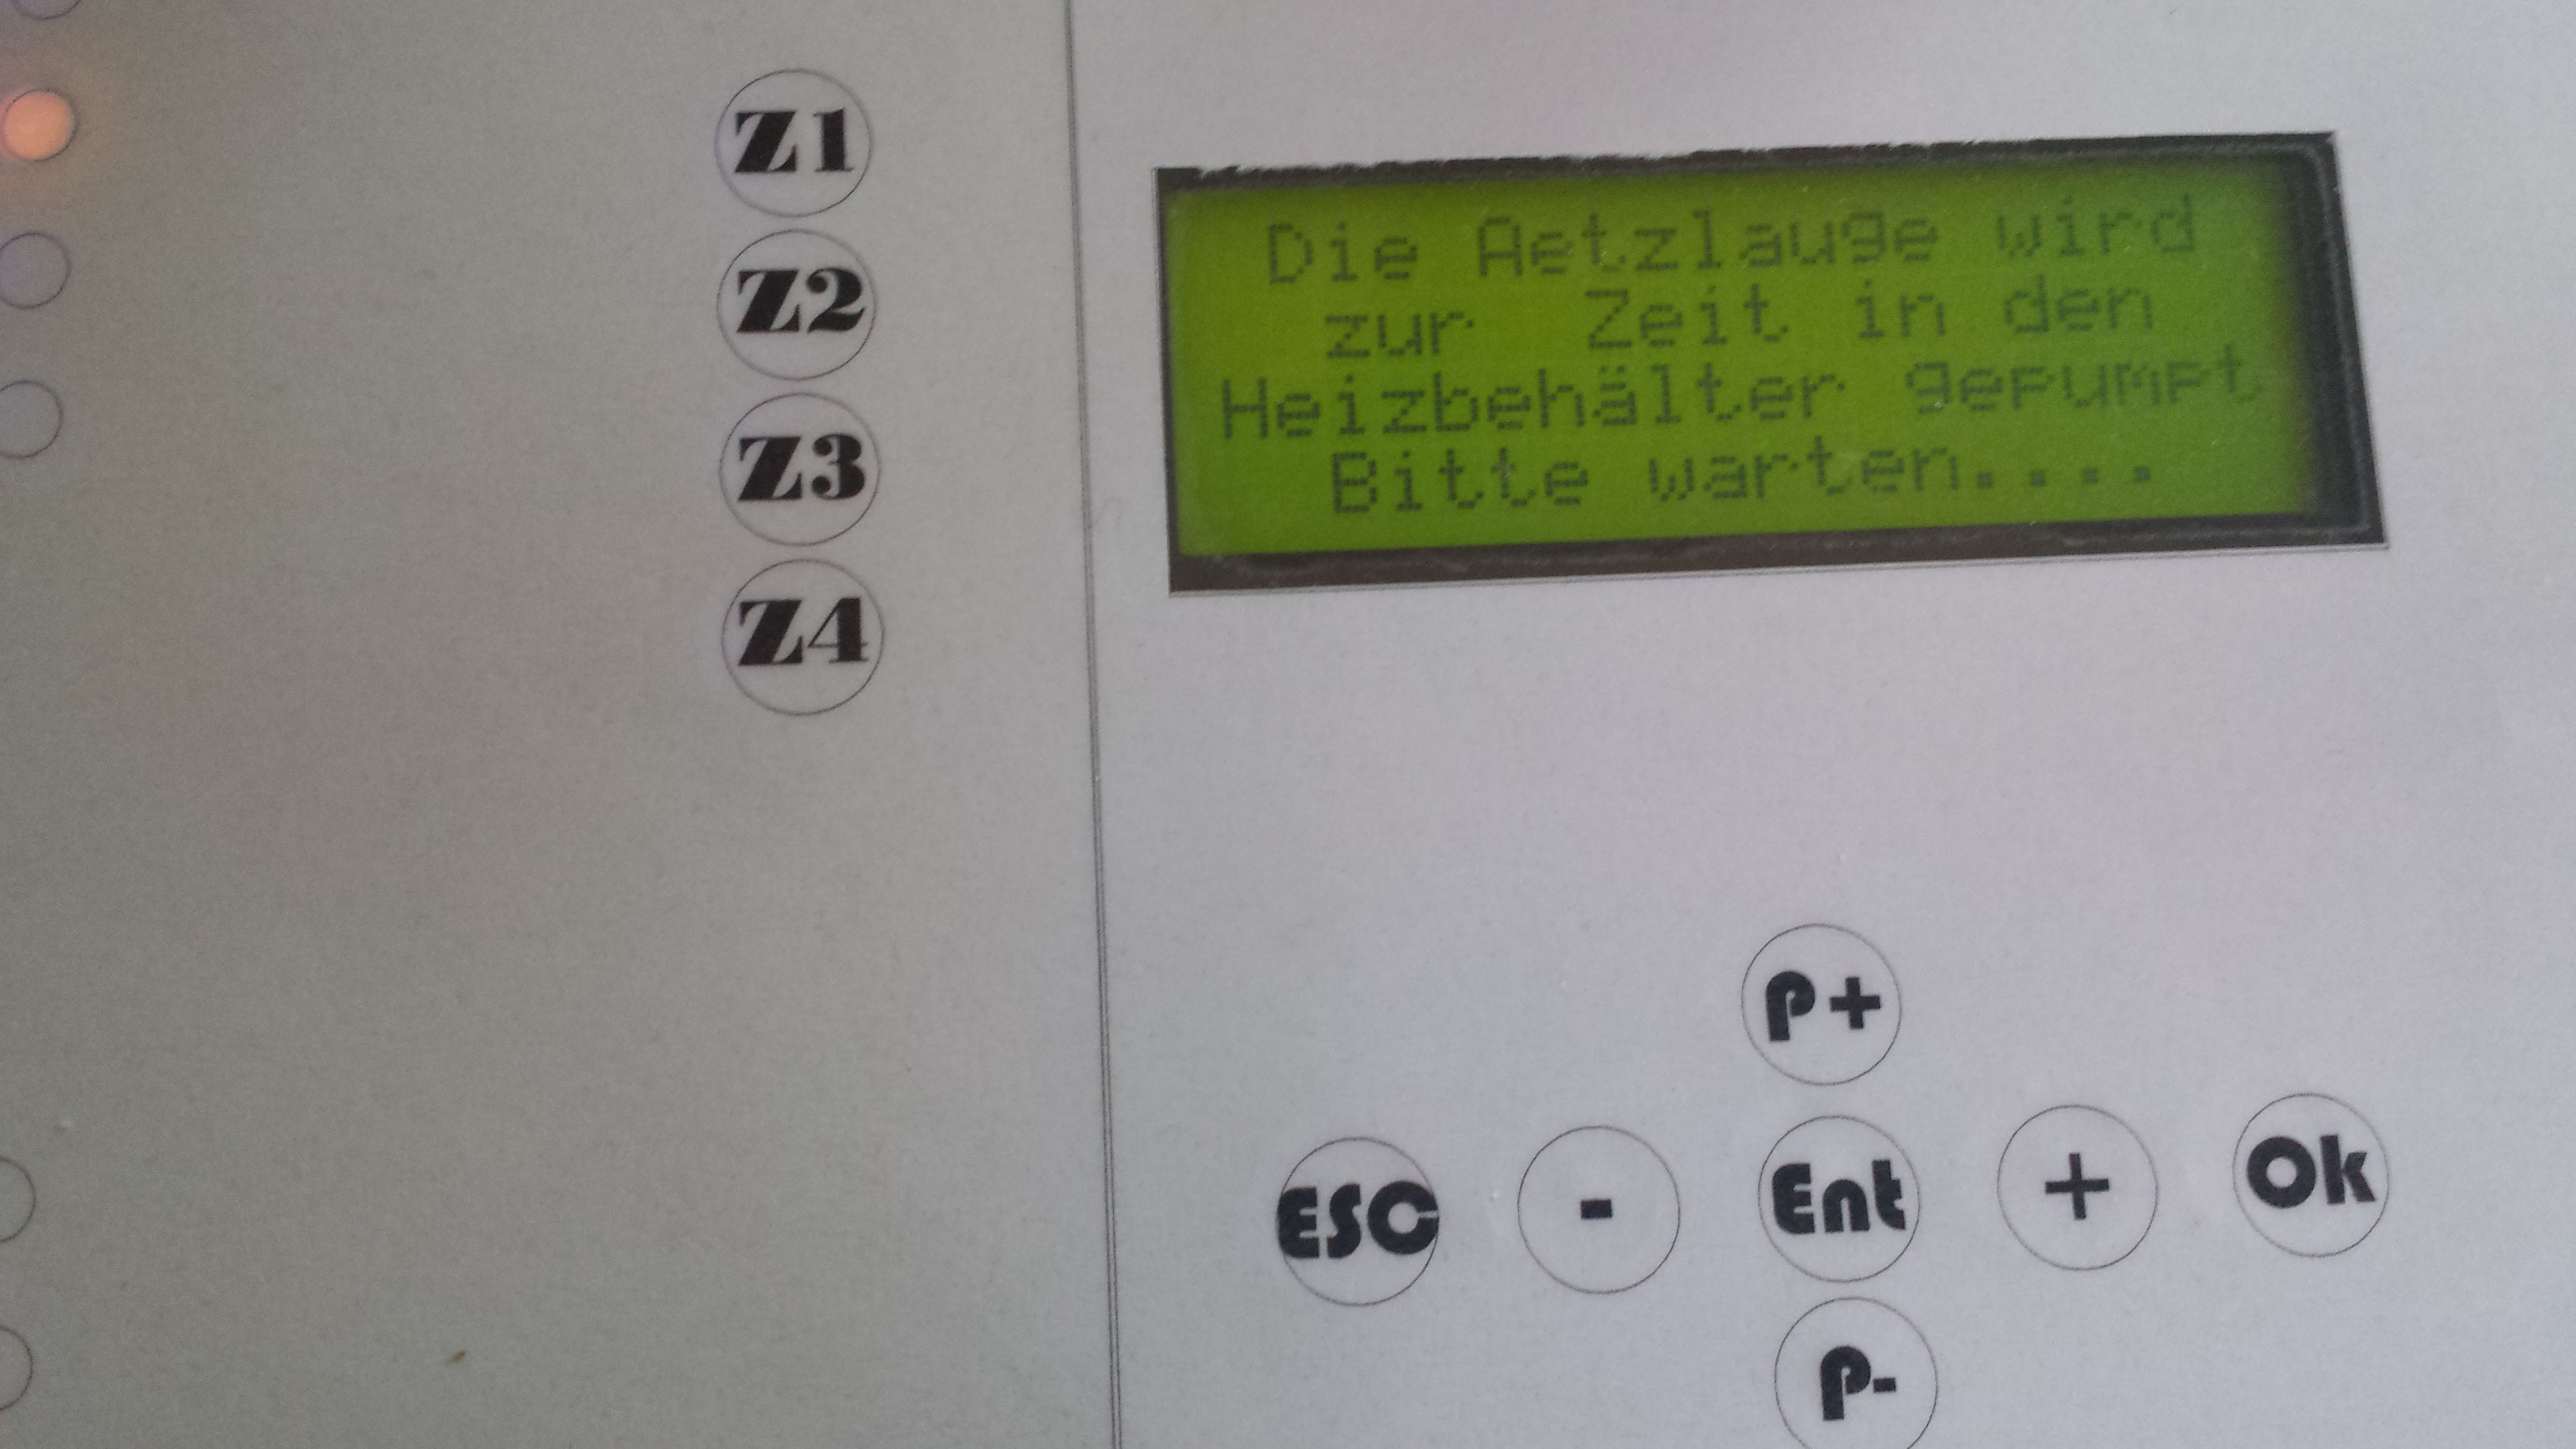 Z1
Z2
Z3
Z4
Die Aetzlauge wird
zur Zeit in den
Heizbehälter gepumpt
Bitte warten....
P+
ESC - Ent + Ok
P-